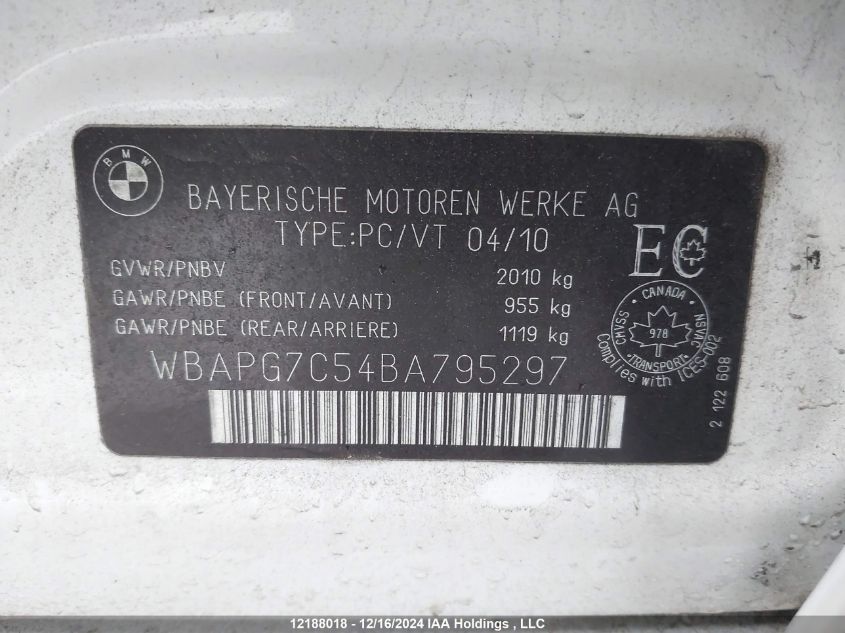 BMW
BAYERISCHE MOTOREN WERKE AG
TYPE:PC/VT 04/10
EC
GVWR/PNBV 2010 kg
GAWR/PNBE (FRONT/AVANT) 955 kg
GAWR/PNBE (REAR/ARRIERE) 1119 kg
WBAPG7C54BA795297
CANADA
CMVSS
NSVAC
978
TRANSPORT
Complies with ICES-002
2 122 608
12188018 - 12/16/2024 IAA Holdings , LLC